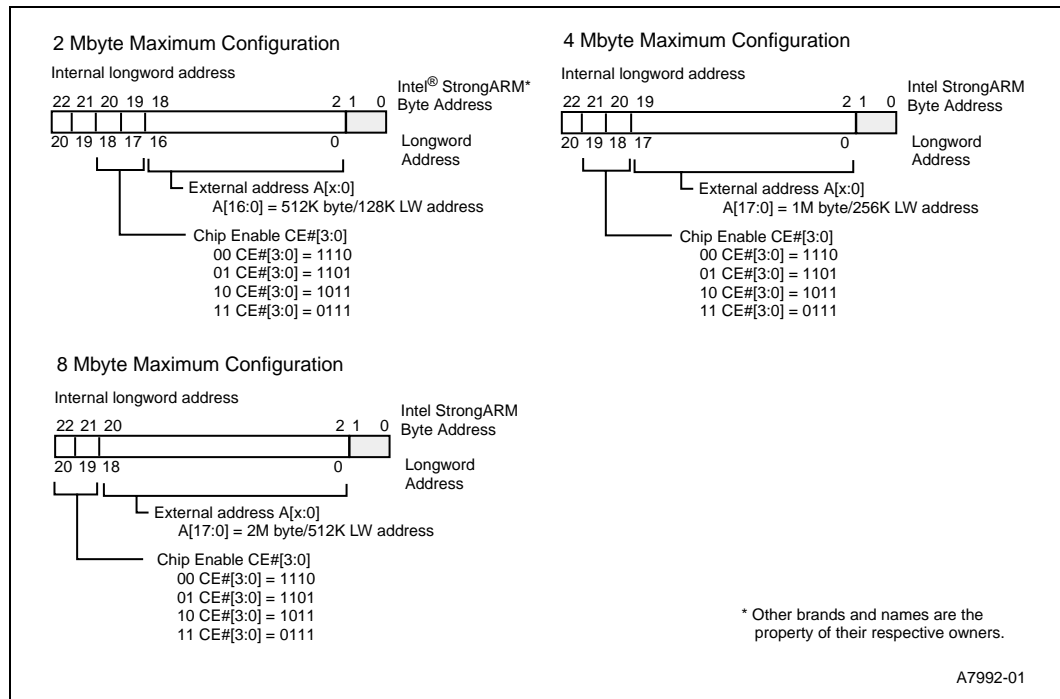 2 Mbyte Maximum Configuration
Internal longword address
Intel® StrongARM*
Byte Address
22 21 20 19 18 2 1 0
20 19 18 17 16 0
Longword
Address
External address A[x:0]
A[16:0] = 512K byte/128K LW address
Chip Enable CE#[3:0]
00 CE#[3:0] = 1110
01 CE#[3:0] = 1101
10 CE#[3:0] = 1011
11 CE#[3:0] = 0111
4 Mbyte Maximum Configuration
Internal longword address
Intel StrongARM
Byte Address
22 21 20 19 2 1 0
20 19 18 17 0
Longword
Address
External address A[x:0]
A[17:0] = 1M byte/256K LW address
Chip Enable CE#[3:0]
00 CE#[3:0] = 1110
01 CE#[3:0] = 1101
10 CE#[3:0] = 1011
11 CE#[3:0] = 0111
8 Mbyte Maximum Configuration
Internal longword address
Intel StrongARM
Byte Address
22 21 20 2 1 0
20 19 18 0
Longword
Address
External address A[x:0]
A[17:0] = 2M byte/512K LW address
Chip Enable CE#[3:0]
00 CE#[3:0] = 1110
01 CE#[3:0] = 1101
10 CE#[3:0] = 1011
11 CE#[3:0] = 0111
* Other brands and names are the
property of their respective owners.
A7992-01